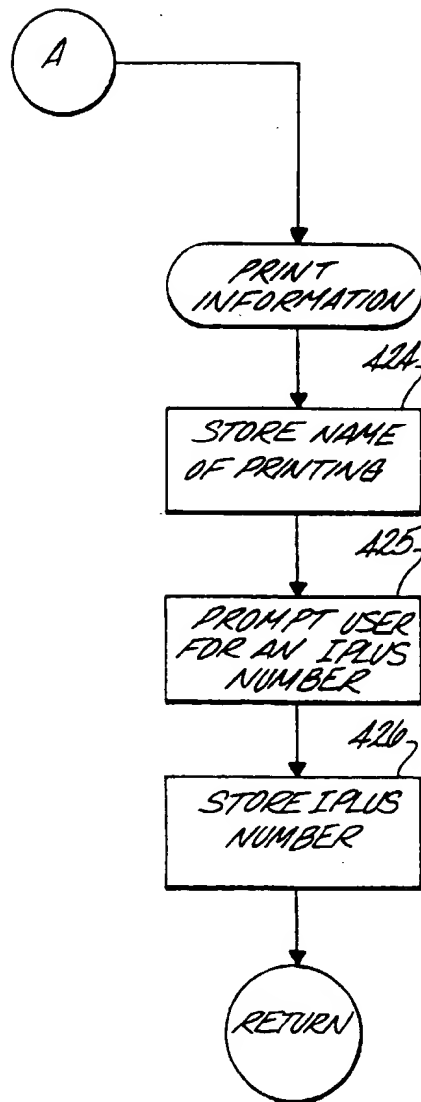 A
PRINT
INFORMATION
424
STORE NAME
OF PRINTING
425
PROMPT USER
FOR AN IPLUS
NUMBER
426
STORE IPLUS
NUMBER
RETURN